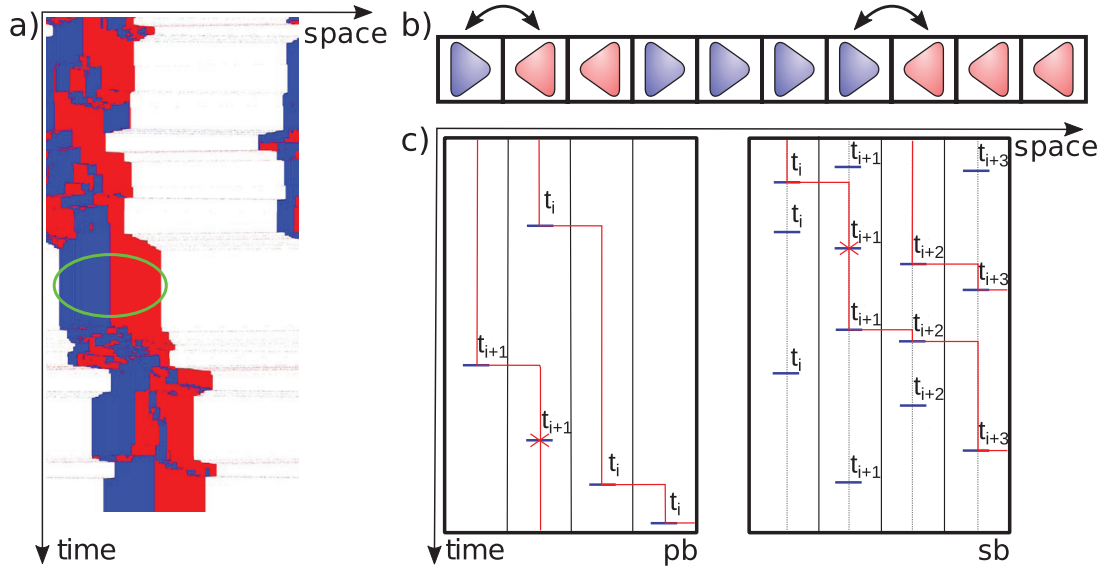 a)
space
time
b)
c)
space
t_i
t_{i+1}
t_{i+1}
t_i
t_i
time
pb
t_i
t_{i+1}
t_{i+3}
t_i
t_{i+1}
t_{i+2}
t_{i+3}
t_{i+1}
t_{i+2}
t_i
t_{i+2}
t_{i+3}
t_{i+1}
sb